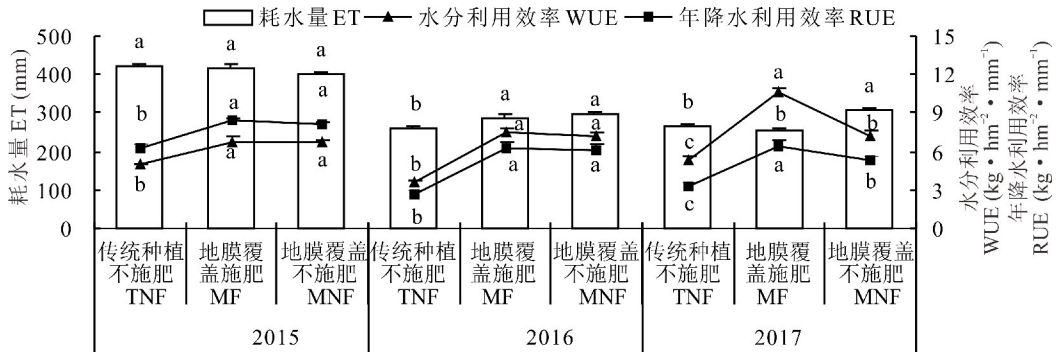 耗水量ET 水分利用效率WUE 年降水利用效率RUE
耗水量 ET (mm)
500
400
300
200
100
0
a a a
b a a
b a a
b a a
b a a
b a a
b b a
c a b
c a b
15
12
9
6
3
0
水分利用效率
WUE (kg·hm⁻²·mm⁻¹)
年降水利用效率
RUE (kg·hm⁻²·mm⁻¹)
传统种植 地膜覆 地膜覆盖 传统种植 地膜覆 地膜覆盖 传统种植 地膜覆 地膜覆盖
不施肥 盖施肥 不施肥 不施肥 盖施肥 不施肥 不施肥 盖施肥 不施肥
TNF MF MNF TNF MF MNF TNF MF MNF
2015 2016 2017